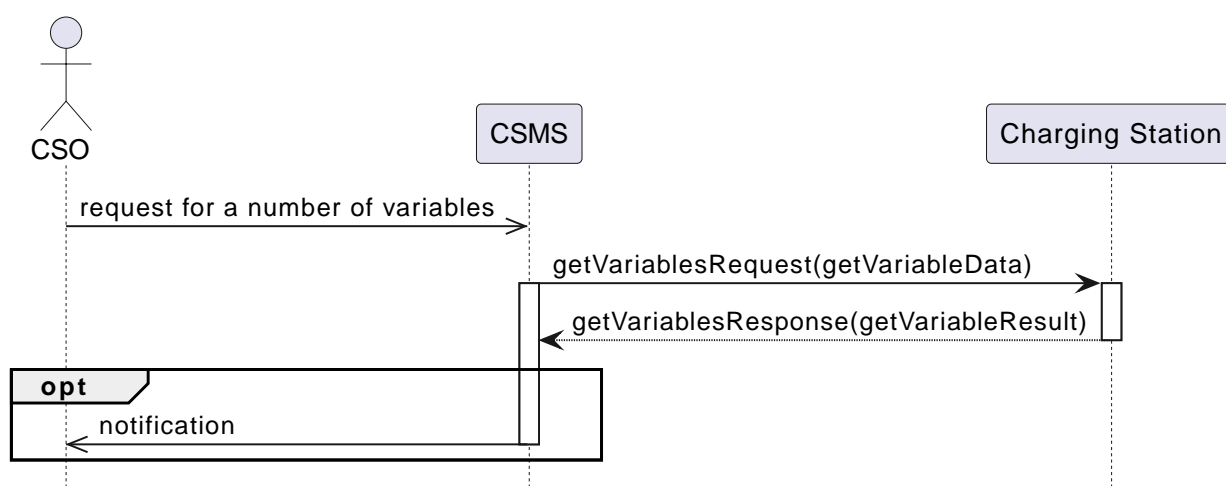 CSO
CSMS
Charging Station
request for a number of variables
getVariablesRequest(getVariableData)
getVariablesResponse(getVariableResult)
opt
notification